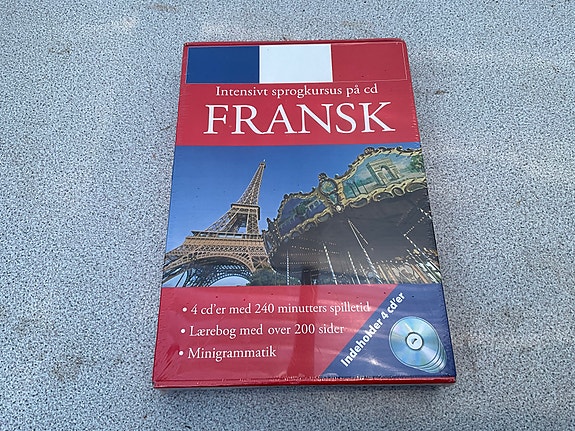 Intensivt sprogkursus på cd
FRANSK
• 4 cd'er med 240 minutters spilletid
• Lærebog med over 200 sider
• Minigrammatik
Indeholder 4 cd'er